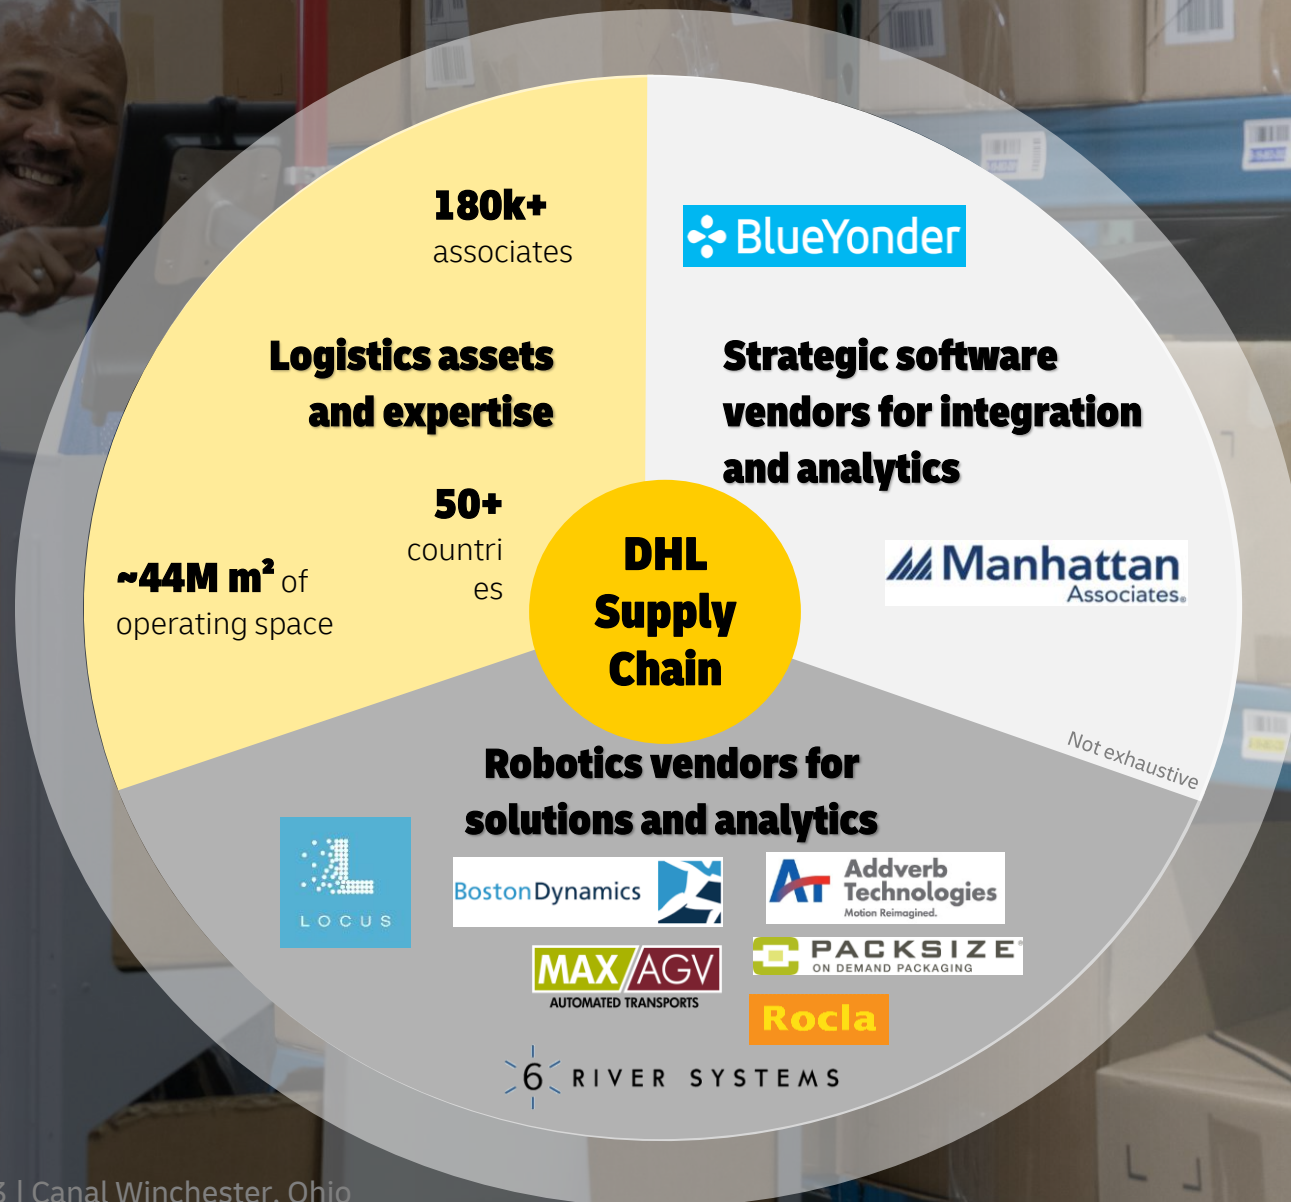 180k+
associates
Logistics assets
and expertise
50+
countri
es
~44M m² of
operating space
BlueYonder
Strategic software
vendors for integration
and analytics
Manhattan
Associates®
DHL
Supply
Chain
Not exhaustive
Robotics vendors for
solutions and analytics
LOCUS
BostonDynamics
Addverb
Technologies
Motion Reimagined.
MAX/AGV
AUTOMATED TRANSPORTS
PACKSIZE®
ON DEMAND PACKAGING
Rocla
6 RIVER SYSTEMS
3 | Canal Winchester, Ohio